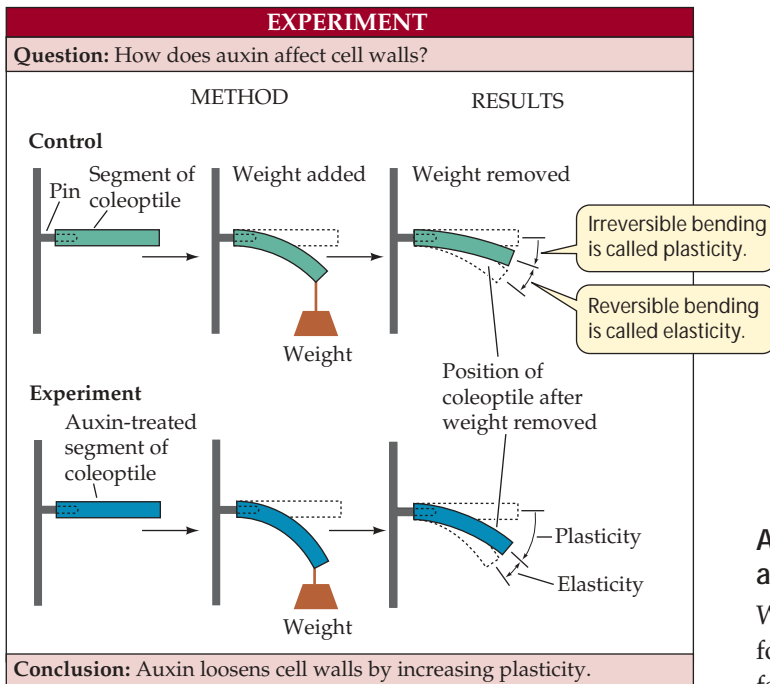 EXPERIMENT
Question: How does auxin affect cell walls?
METHOD
RESULTS
Control
Pin
Segment of
coleoptile
Weight added
Weight removed
Irreversible bending
is called plasticity.
Reversible bending
is called elasticity.
Weight
Position of
coleoptile after
weight removed
Experiment
Auxin-treated
segment of
coleoptile
Plasticity
Elasticity
Weight
Conclusion: Auxin loosens cell walls by increasing plasticity.
A
a
W
fo